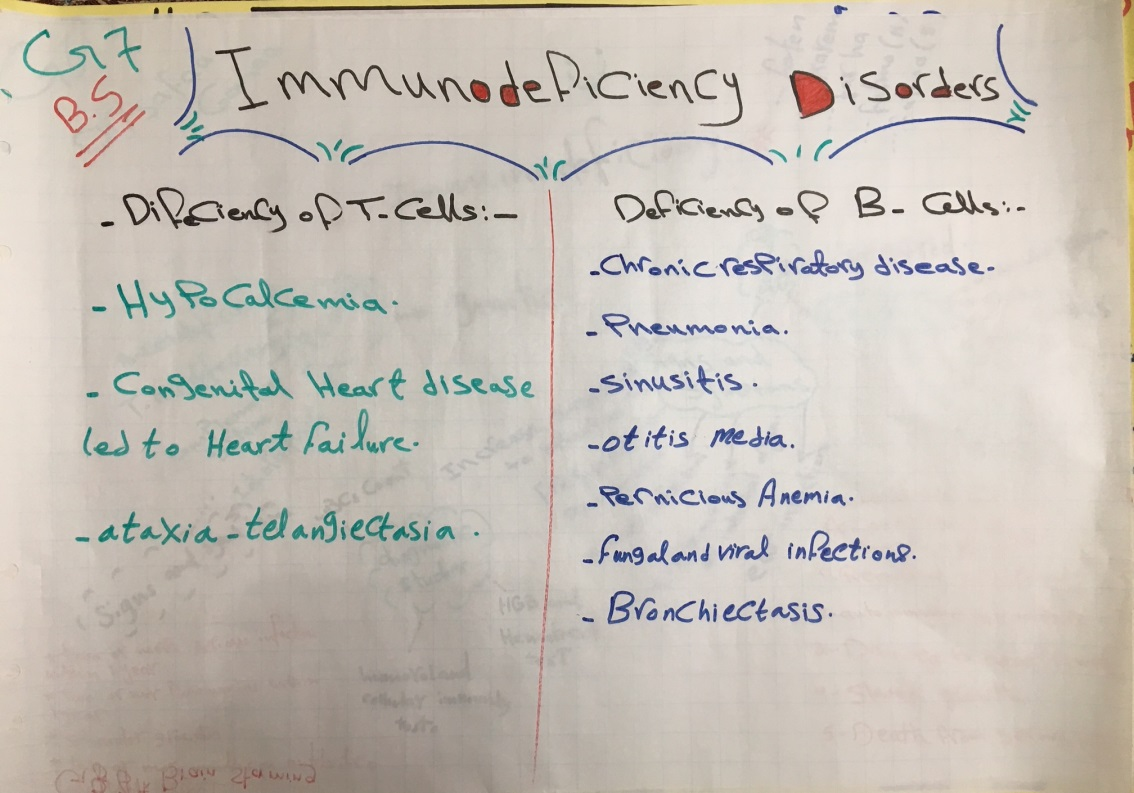 G7
B.S
Immunodeficiency Disorders
- Difeciency of T-Cells:-
- Hypocalcemia.
- Congenital Heart disease
led to Heart failure.
- ataxia-telangiectasia.
Deficiency of B-Cells:-
- Chronic respiratory disease.
- Pneumonia.
- sinusitis.
- otitis media.
- Pernicious Anemia.
- fungal and viral infections.
- Bronchiectasis.